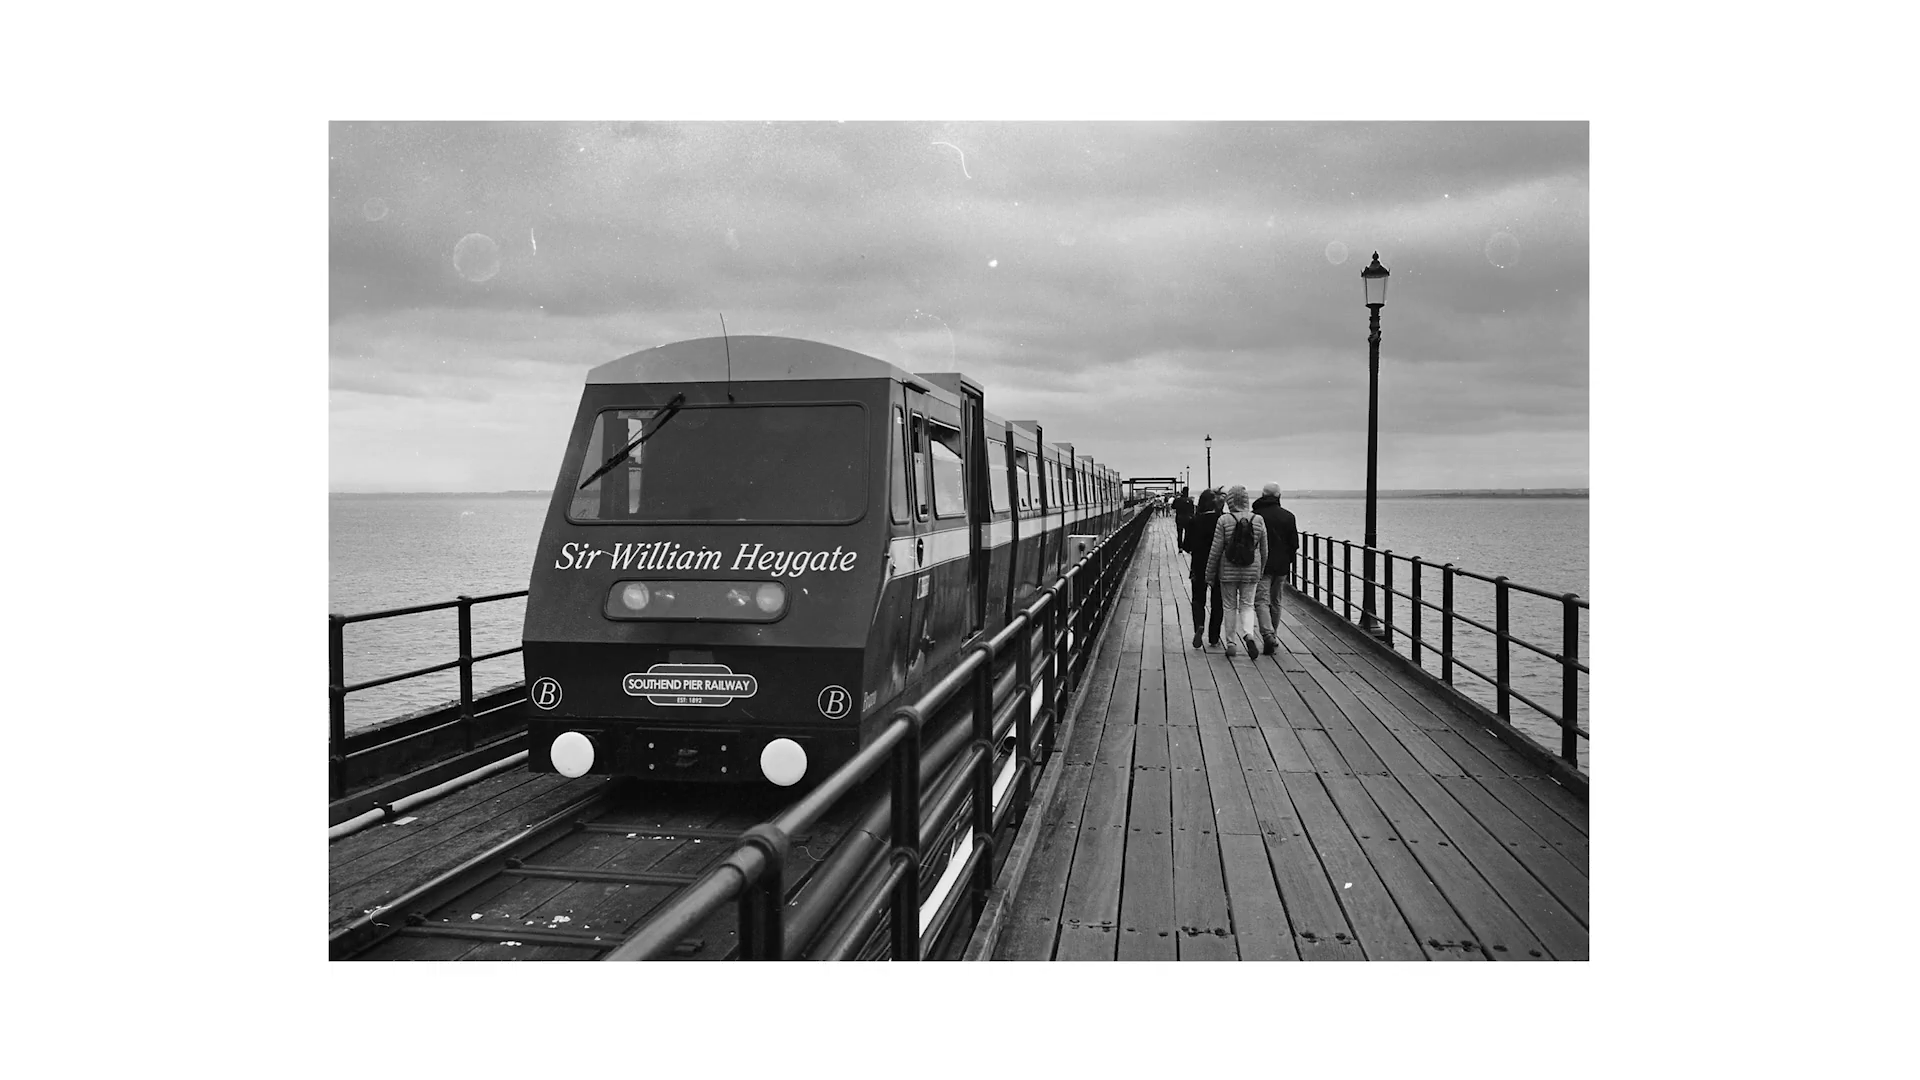 Sir William Heygate
B
SOUTHEND PIER RAILWAY
EST: 1892
B